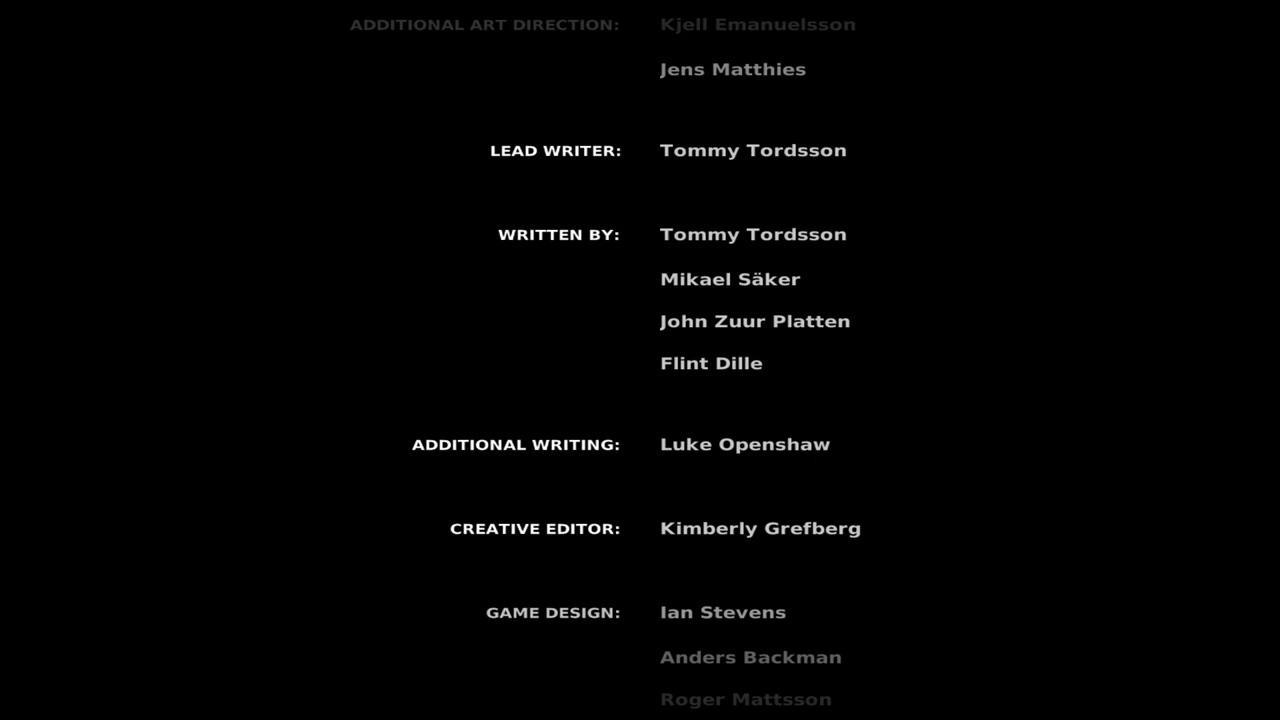 ADDITIONAL ART DIRECTION: Kjell Emanuelsson
Jens Matthies
LEAD WRITER: Tommy Tordsson
WRITTEN BY: Tommy Tordsson
Mikael Säker
John Zuur Platten
Flint Dille
ADDITIONAL WRITING: Luke Openshaw
CREATIVE EDITOR: Kimberly Grefberg
GAME DESIGN: Ian Stevens
Anders Backman
Roger Mattsson